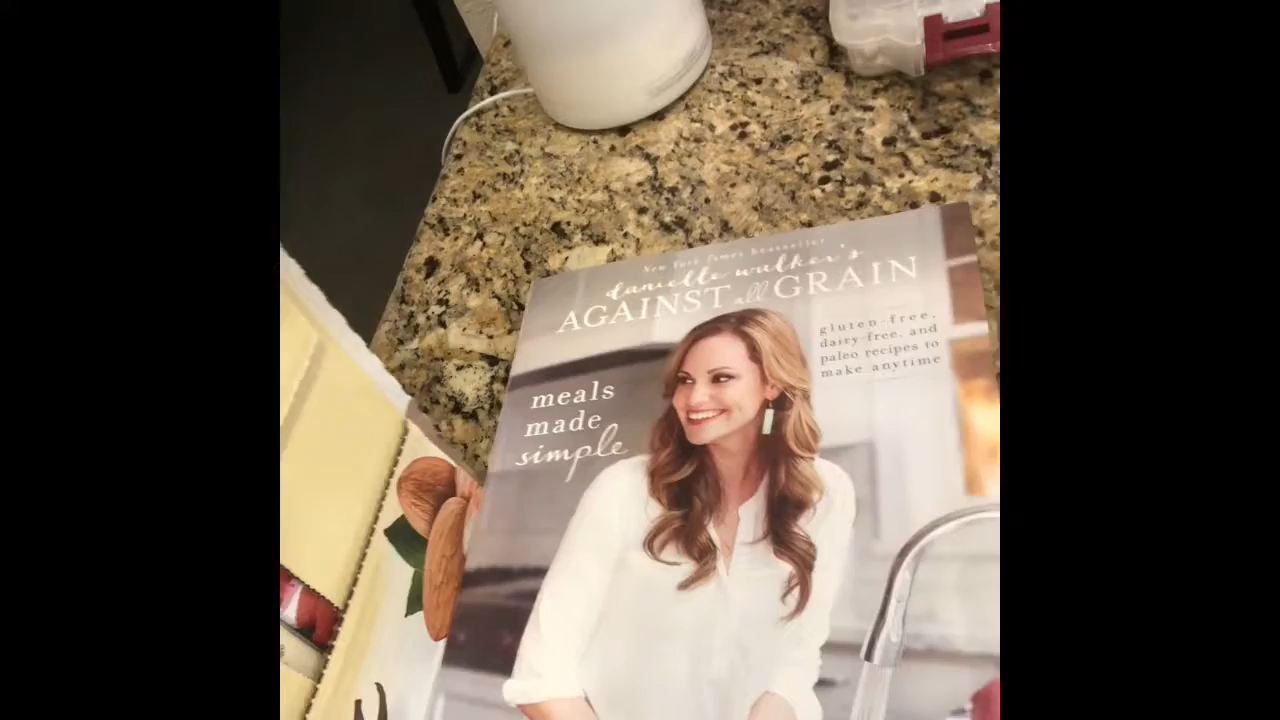 New York Times bestseller
danielle walker's
AGAINST all GRAIN
gluten-free,
dairy-free, and
paleo recipes to
make anytime
meals
made
simple